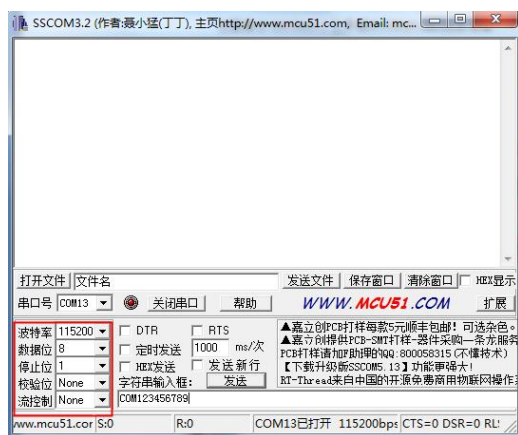 SSCOM3.2 (作者:聂小猛(丁丁), 主页http://www.mcu51.com, Email: mc...
打开文件 文件名 发送文件 保存窗口 清除窗口 HEX显示
串口号 COM13 关闭串口 帮助 WWW.MCU51.COM 扩展
波特率 115200 DTR RTS
数据位 8 定时发送 1000 ms/次
停止位 1 HEX发送 发送新行
校验位 None 字符串输入框: 发送
流控制 None COM123456789
▲嘉立创PCB打样每款5元顺丰包邮! 可选杂色。
▲嘉立创提供PCB-SMT打样-器件采购一条龙服务
PCB打样请加 QQ:800058315(不懂技术)
【下载升级版SSCOM5.13】功能更强大!
RT-Thread来自中国的开源免费商用物联网操作系
www.mcu51.cor S:0 R:0 COM13已打开 115200bps CTS=0 DSR=0 RL: